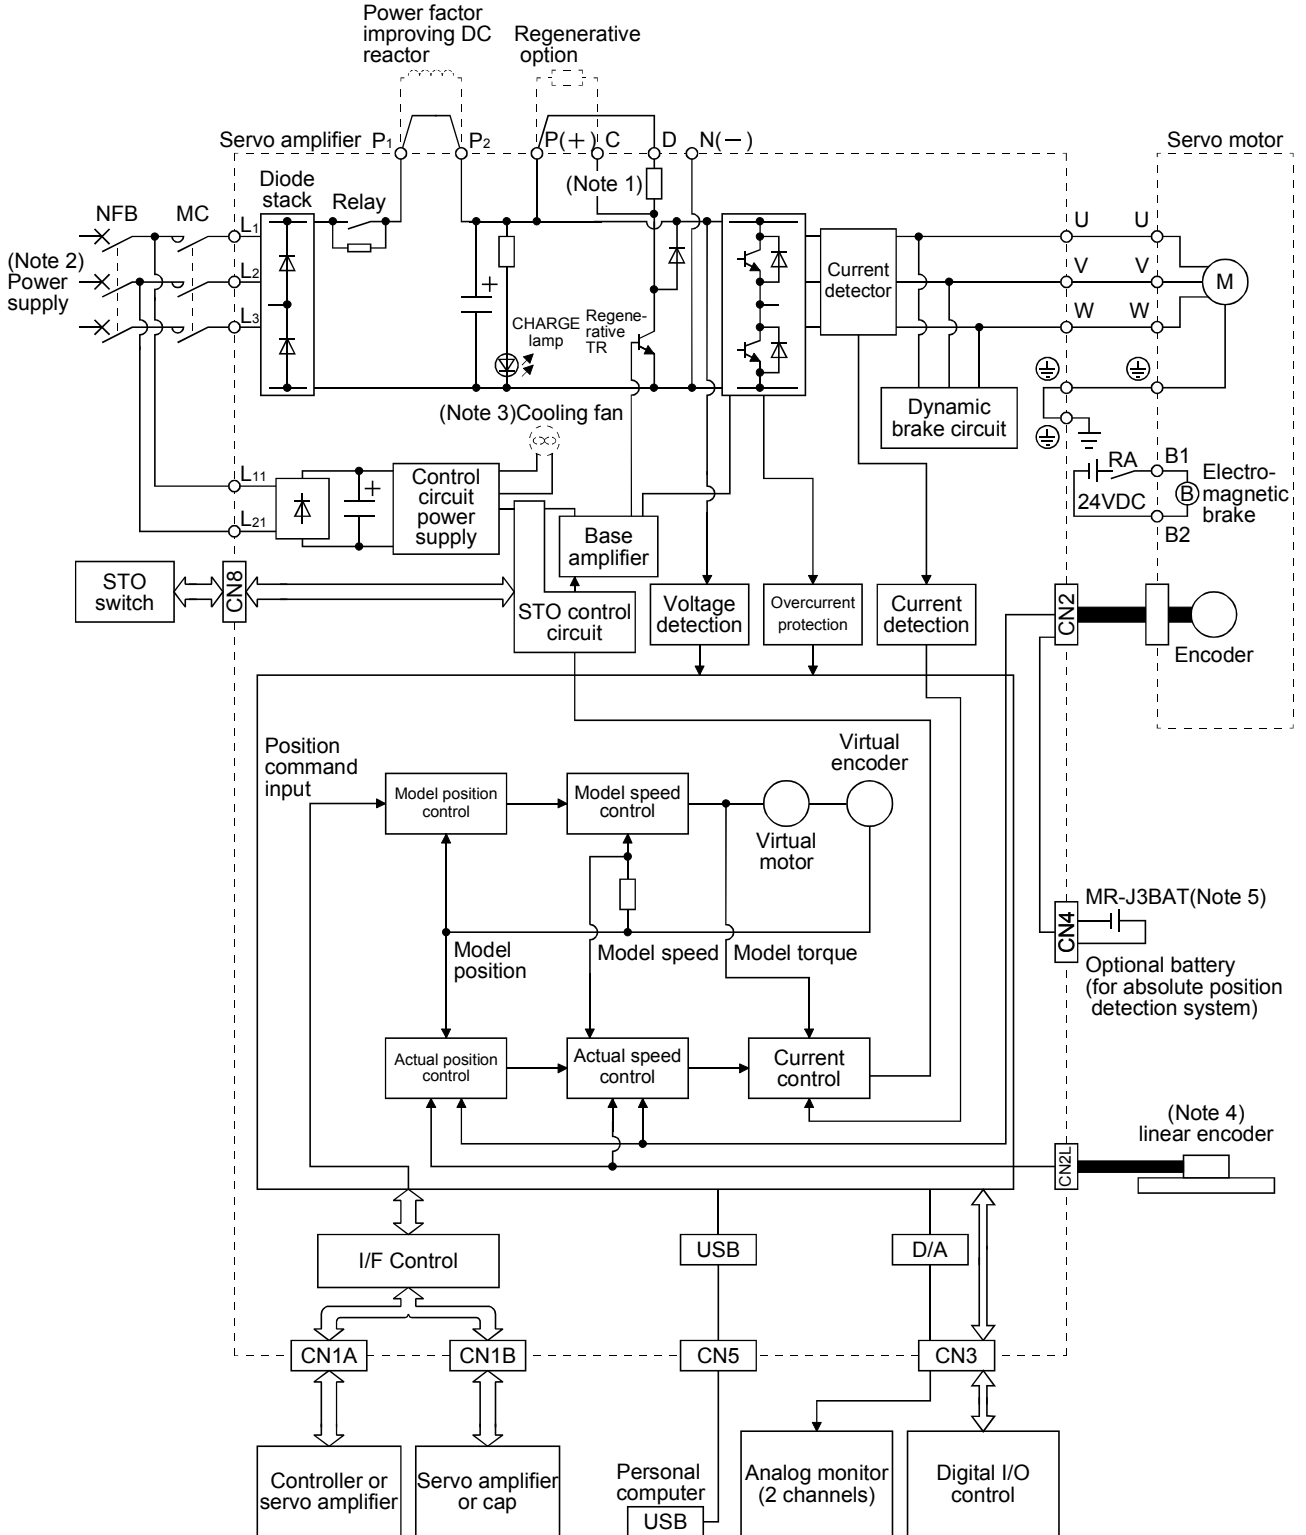 Power factor
improving DC
reactor
Regenerative
option
Servo amplifier
P1
P2
P(+)
C
D
N(−)
Servo motor
(Note 1)
Diode
stack
Relay
NFB
MC
L1
U
U
(Note 2)
Power
supply
L2
Current
detector
V
V
M
L3
+
W
W
CHARGE
lamp
Regene-
rative
TR
(Note 3)Cooling fan
Dynamic
brake circuit
RA
B1
Electro-
magnetic
brake
B
24VDC
B2
L11
+
Control
circuit
power
supply
L21
Base
amplifier
STO
switch
CN8
STO control
circuit
Voltage
detection
Overcurrent
protection
Current
detection
CN2
Encoder
Position
command
input
Virtual
encoder
Model position
control
Model speed
control
Virtual
motor
MR-J3BAT(Note 5)
CN4
Model
position
Model speed
Model torque
Optional battery
(for absolute position
detection system)
Actual position
control
Actual speed
control
Current
control
(Note 4)
linear encoder
CN2L
I/F Control
USB
D/A
CN1A
CN1B
CN5
CN3
Controller or
servo amplifier
Servo amplifier
or cap
Personal
computer
USB
Analog monitor
(2 channels)
Digital I/O
control